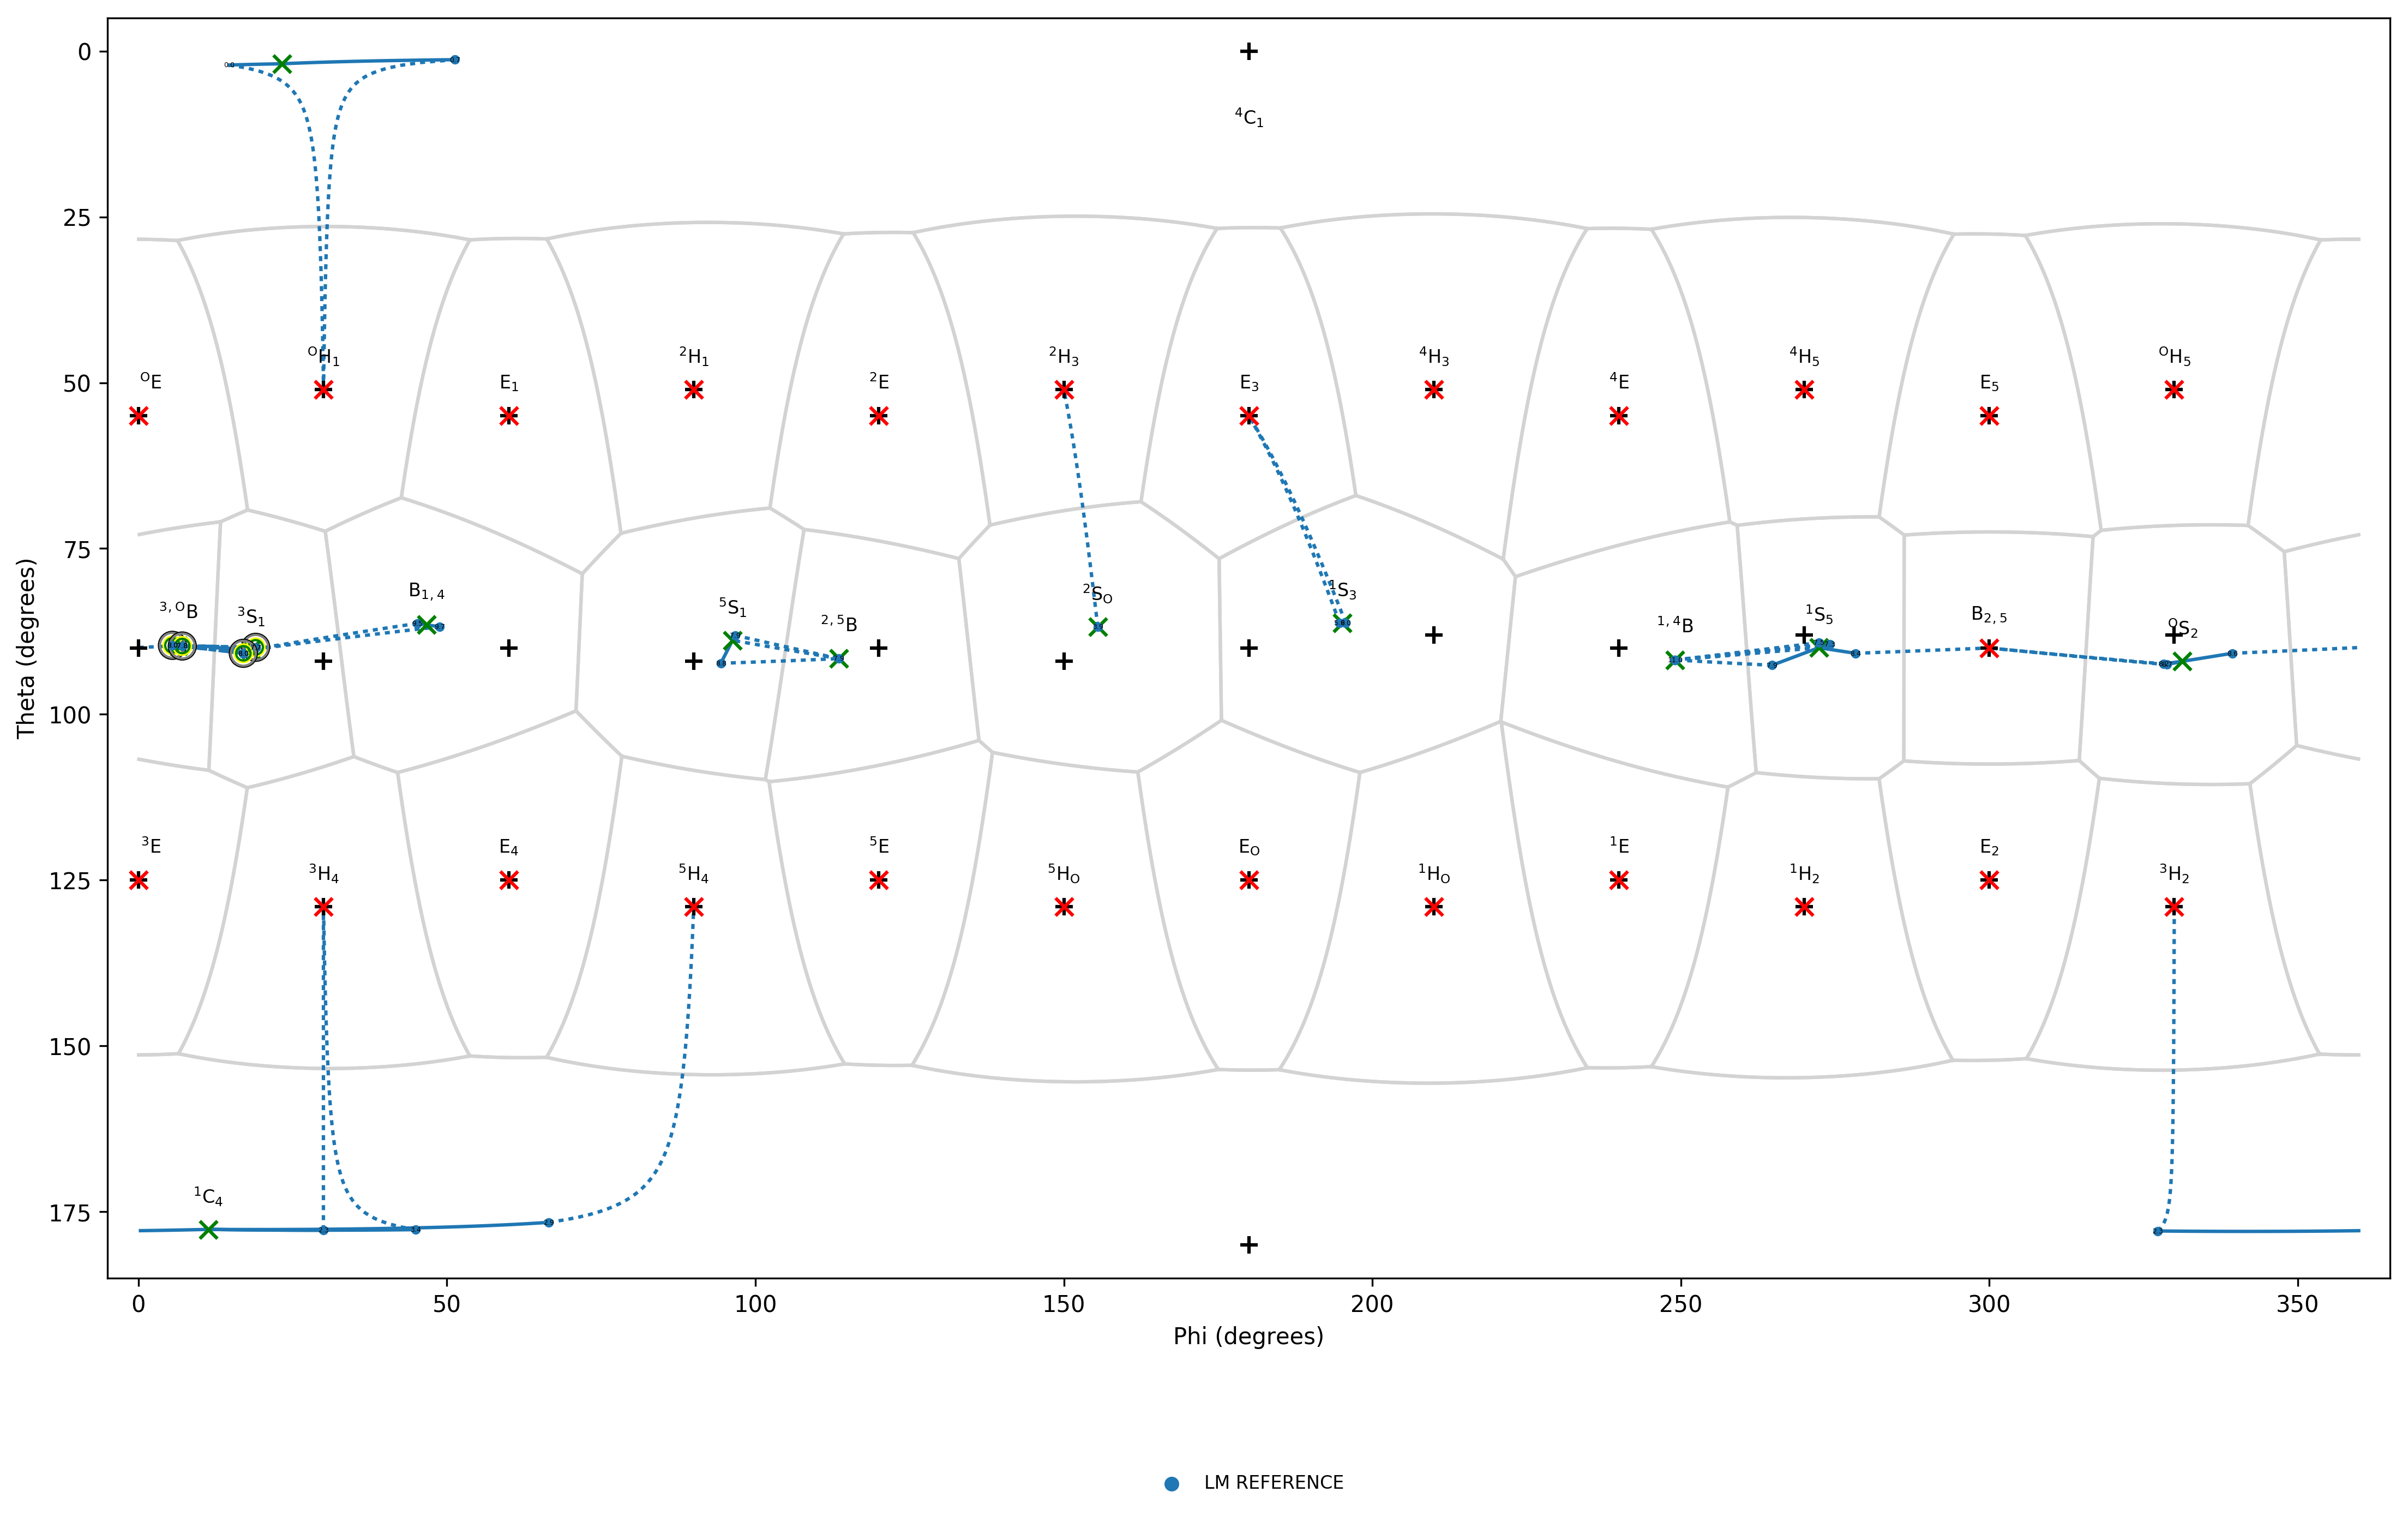 0
⁴C₁
25
ᴼH₁
²H₁
²H₃
⁴H₃
⁴H₅
ᴼH₅
ᴼE
E₁
²E
E₃
⁴E
E₅
50
75
³,ᴼB
³S₁
B₁,₄
⁵S₁
²,⁵B
²Sₒ
¹S₃
¹,⁴B
¹S₅
B₂,₅
ᴼS₂
Theta (degrees)
100
³E
E₄
⁵E
Eₒ
¹E
E₂
³H₄
⁵H₄
⁵Hₒ
¹Hₒ
¹H₂
³H₂
125
150
¹C₄
175
0 50 100 150 200 250 300 350
Phi (degrees)
LM REFERENCE